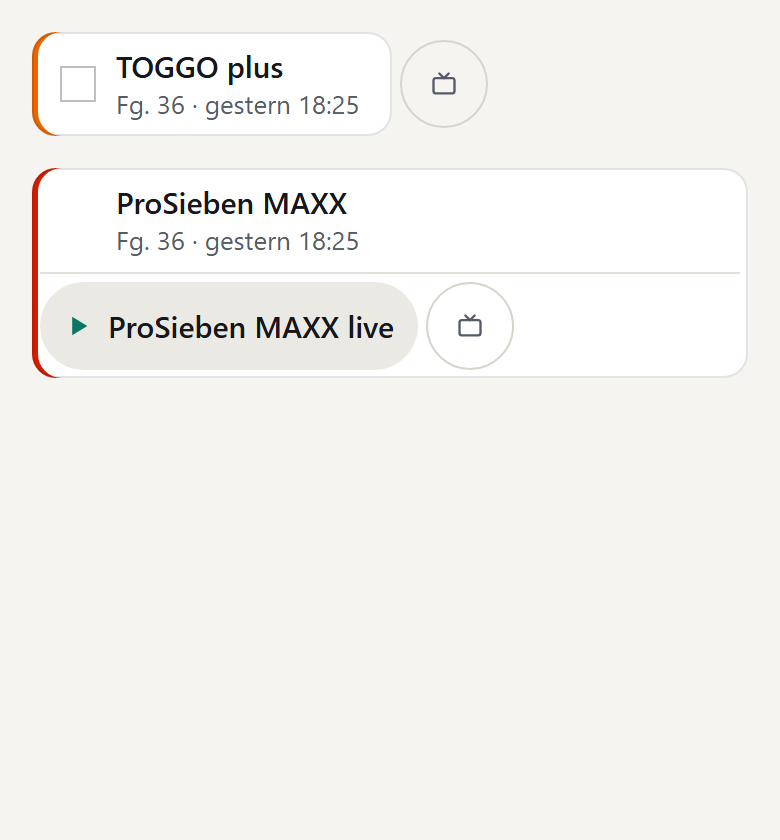 TOGGO plus
Fg. 36 · gestern 18:25
ProSieben MAXX
Fg. 36 · gestern 18:25
ProSieben MAXX live